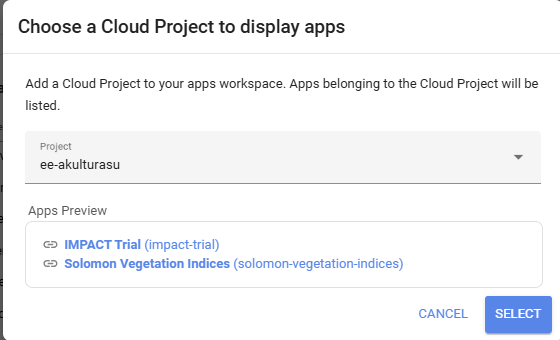 Choose a Cloud Project to display apps
Add a Cloud Project to your apps workspace. Apps belonging to the Cloud Project will be
listed.
Project
ee-akulturasu
Apps Preview
IMPACT Trial (impact-trial)
Solomon Vegetation Indices (solomon-vegetation-indices)
CANCEL SELECT